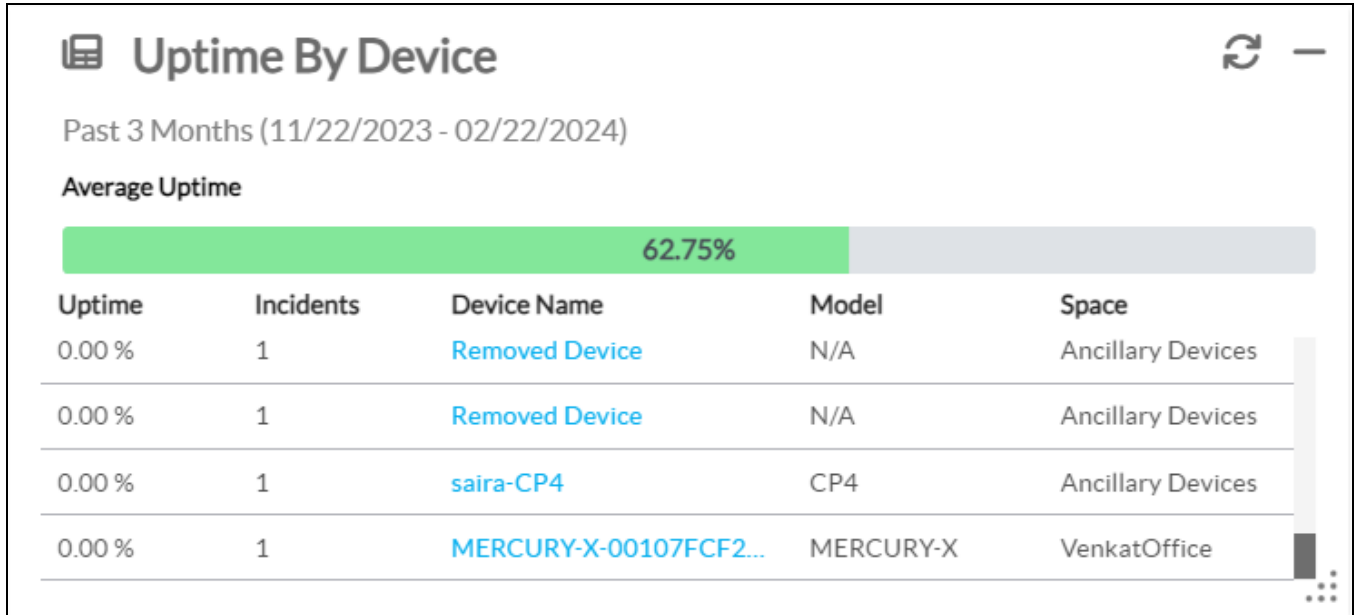 Uptime By Device
Past 3 Months (11/22/2023 - 02/22/2024)
Average Uptime
62.75%
Uptime Incidents Device Name Model Space
0.00 % 1 Removed Device N/A Ancillary Devices
0.00 % 1 Removed Device N/A Ancillary Devices
0.00 % 1 saira-CP4 CP4 Ancillary Devices
0.00 % 1 MERCURY-X-00107FCF2... MERCURY-X VenkatOffice